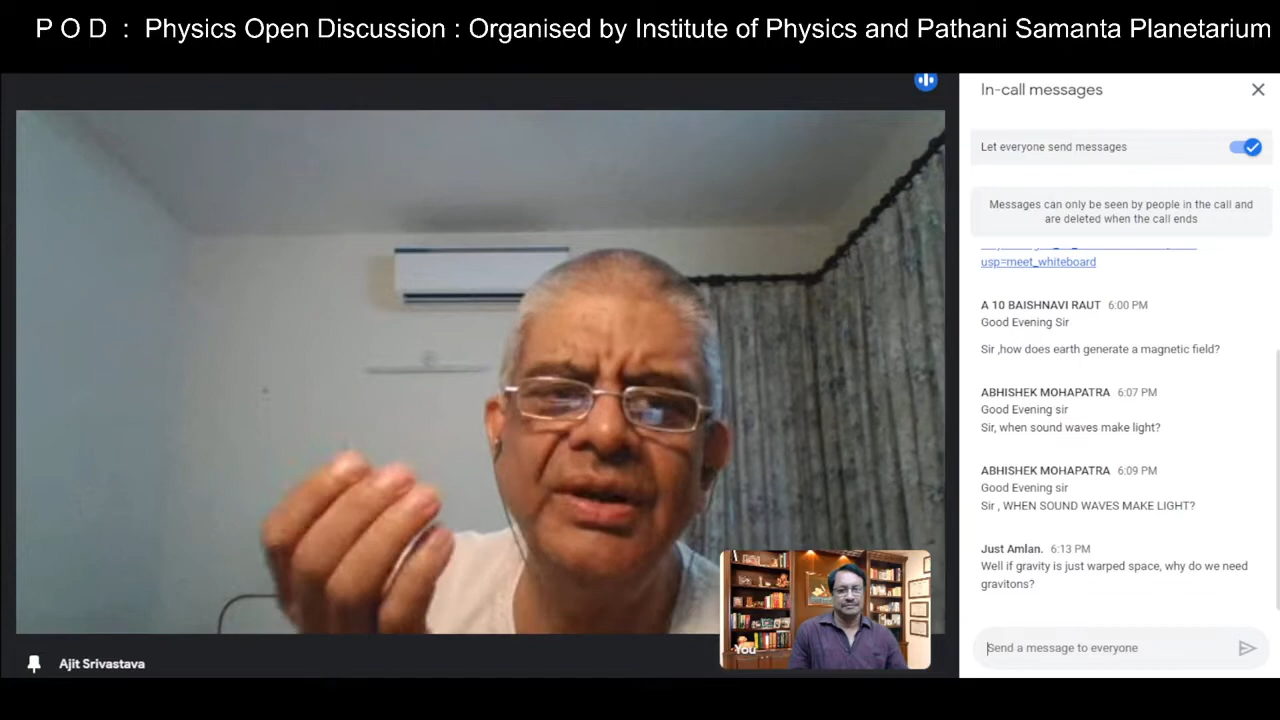 P O D : Physics Open Discussion : Organised by Institute of Physics and Pathani Samanta Planetarium
In-call messages
Let everyone send messages
Messages can only be seen by people in the call and
are deleted when the call ends
usp=meet_whiteboard
A 10 BAISHNAVI RAUT 6:00 PM
Good Evening Sir
Sir ,how does earth generate a magnetic field?
ABHISHEK MOHAPATRA 6:07 PM
Good Evening sir
Sir, when sound waves make light?
ABHISHEK MOHAPATRA 6:09 PM
Good Evening sir
Sir , WHEN SOUND WAVES MAKE LIGHT?
Just Amlan. 6:13 PM
Well if gravity is just warped space, why do we need
gravitons?
Send a message to everyone
You
Ajit Srivastava